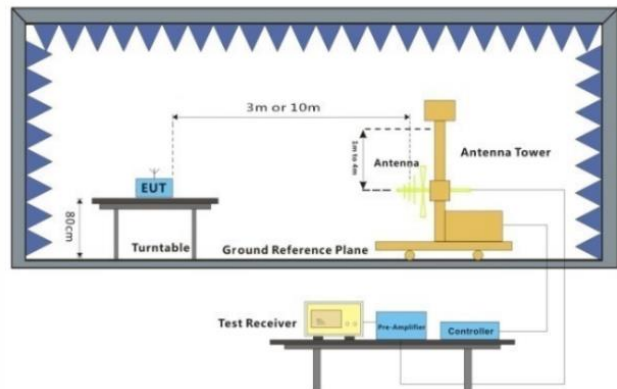 3m or 10m
1m to 4m
Antenna
Antenna Tower
EUT
80cm
Turntable
Ground Reference Plane
Test Receiver
Pre-Amplifier
Controller